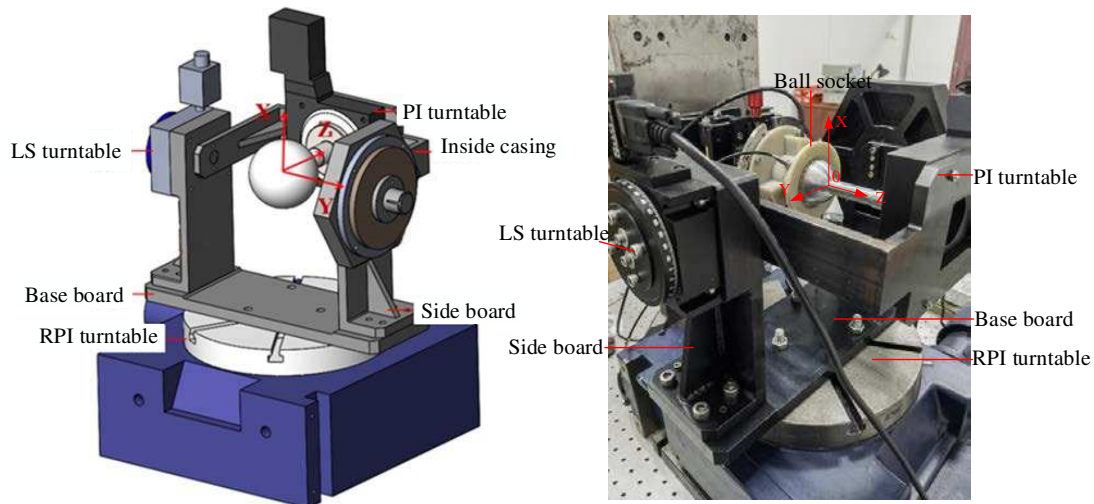 X
PI turntable
Z
LS turntable
Inside casing
Y
Base board
Side board
RPI turntable
Ball socket
X
PI turntable
Y
0
Z
LS turntable
Base board
Side board
RPI turntable